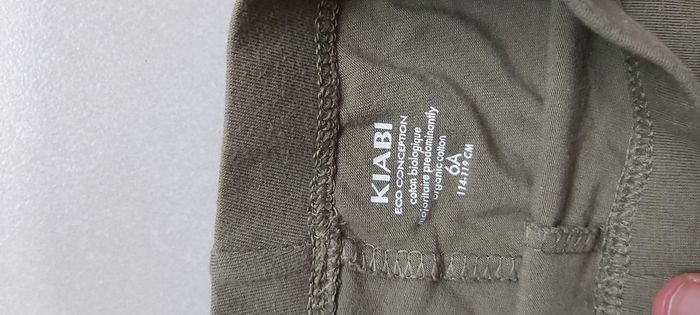 KIABI
ECO CONCEPTION
coton biologique
majoritaire predominantly
organic cotton
6A
114-119 CM